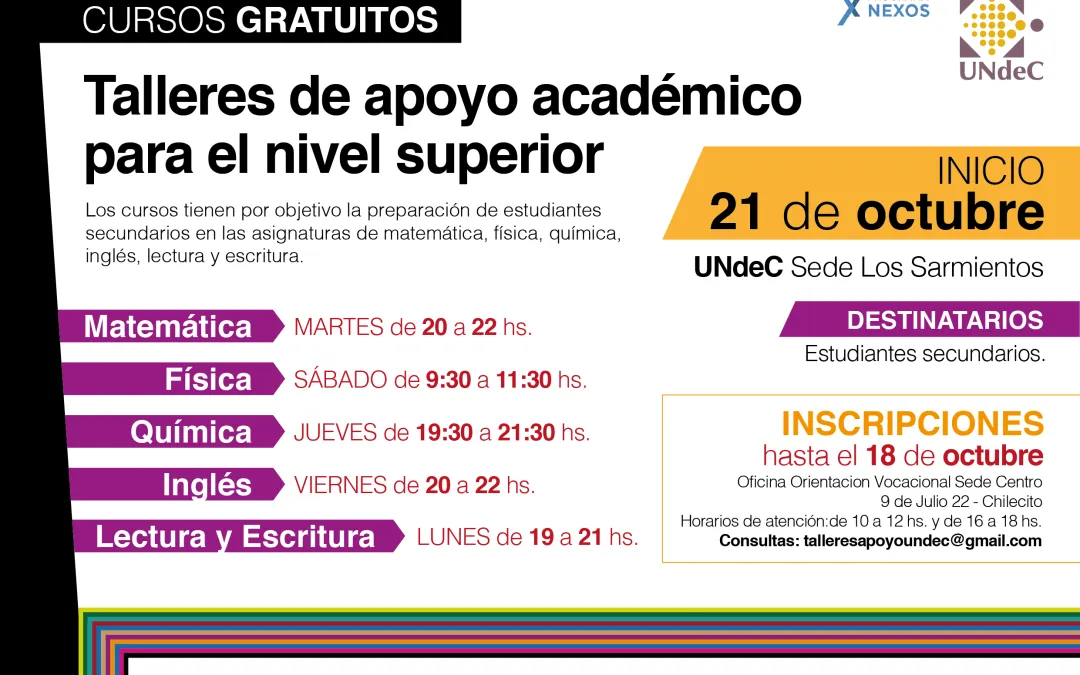 CURSOS GRATUITOS
NEXOS
UNdeC
Talleres de apoyo académico
para el nivel superior
Los cursos tienen por objetivo la preparación de estudiantes
secundarios en las asignaturas de matemática, física, química,
inglés, lectura y escritura.
INICIO
21 de octubre
UNdeC Sede Los Sarmientos
DESTINATARIOS
Estudiantes secundarios.
Matemática MARTES de 20 a 22 hs.
Física SÁBADO de 9:30 a 11:30 hs.
Química JUEVES de 19:30 a 21:30 hs.
Inglés VIERNES de 20 a 22 hs.
Lectura y Escritura LUNES de 19 a 21 hs.
INSCRIPCIONES
hasta el 18 de octubre
Oficina Orientacion Vocacional Sede Centro
9 de Julio 22 - Chilecito
Horarios de atención:de 10 a 12 hs. y de 16 a 18 hs.
Consultas: talleresapoyoundec@gmail.com